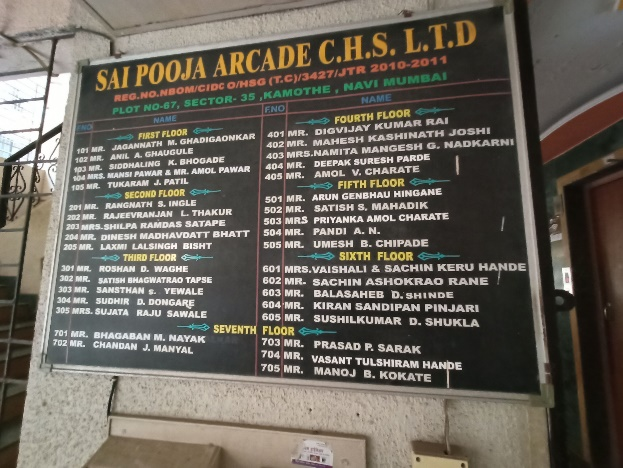 SAI POOJA ARCADE C.H.S. L.T.D
REG.NO.NBOM/CIDCO/HSG (T.C)/3427/JTR 2010-2011
PLOT NO-67, SECTOR- 35 ,KAMOTHE , NAVI MUMBAI
F.NO NAME
FIRST FLOOR
101 MR. JAGANNATH M. GHADIGAONKAR
102 MR. ANIL A. GHAUGULE
103 MR. SIDDHALING K. BHOGADE
104 MRS. MANSI PAWAR & MR. AMOL PAWAR
105 MR. TUKARAM J. PATIL
SECOND FLOOR
201 MR. RANGNATH S. INGLE
202 MR. RAJEEVRANJAN L. THAKUR
203 MRS. SHILPA RAMDAS SATAPE
204 MR. DINESH MADHAVDATT BHATT
205 MR. LAXMI LALSINGH BISHT
THIRD FLOOR
301 MR. ROSHAN D. WAGHE
302 MR. SATISH BHAGWATRAO TAPSE
303 MR. SANSTHAN S. YEWALE
304 MR. SUDHIR D. DONGARE
305 MRS. SUJATA RAJU SAWALE
F.NO NAME
FOURTH FLOOR
401 MR. DIGVIJAY KUMAR RAI
402 MR. MAHESH KASHINATH JOSHI
403 MRS. NAMITA MANGESH G. NADKARNI
404 MR. DEEPAK SURESH PARDE
405 MR. AMOL V. CHARATE
FIFTH FLOOR
501 MR. ARUN GENBHAU HINGANE
502 MR. SATISH S. MAHADIK
503 MRS PRIYANKA AMOL CHARATE
504 MR. PANDI A. N.
505 MR. UMESH B. CHIPADE
SIXTH FLOOR
601 MRS. VAISHALI & SACHIN KERU HANDE
602 MR. SACHIN ASHOKRAO RANE
603 MR. BALASAHEB D. SHINDE
604 MR. KIRAN SANDIPAN PINJARI
605 MR. SUSHILKUMAR D. SHUKLA
SEVENTH FLOOR
701 MR. BHAGABAN M. NAYAK
702 MR. CHANDAN J. MANYAL
703 MR. PRASAD P. SARAK
704 MR. VASANT TULSHIRAM HANDE
705 MR. MANOJ B. KOKATE